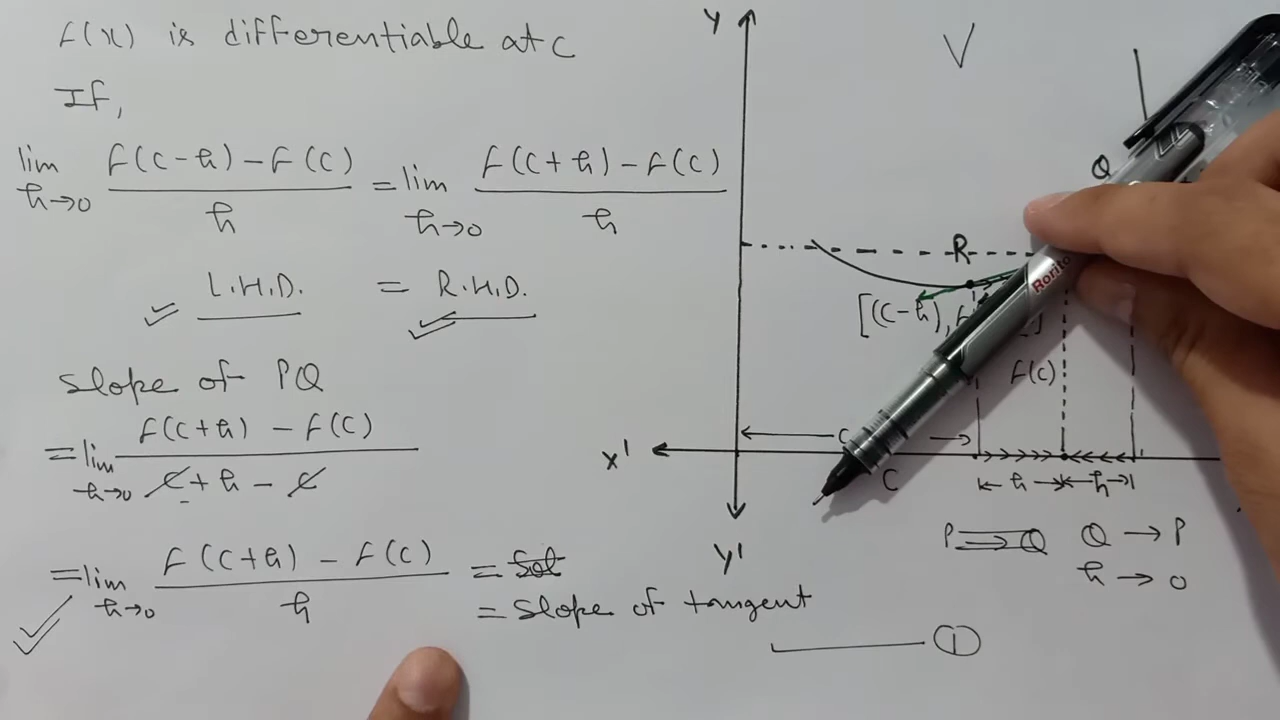 f(x) is differentiable at c
If,
lim h→0 f(c-h) - f(c) / h = lim h→0 f(c+h) - f(c) / h
L.H.D. = R.H.D.
slope of PQ
= lim h→0 f(c+h) - f(c) / c + h - c
= lim h→0 f(c+h) - f(c) / h = Sol
= slope of tangent
①
Y
Q
R
Rorito
[(c-h), f
]
f(c)
c
X'
C
h h
Y'
P ⇒ Q Q → P
h → 0